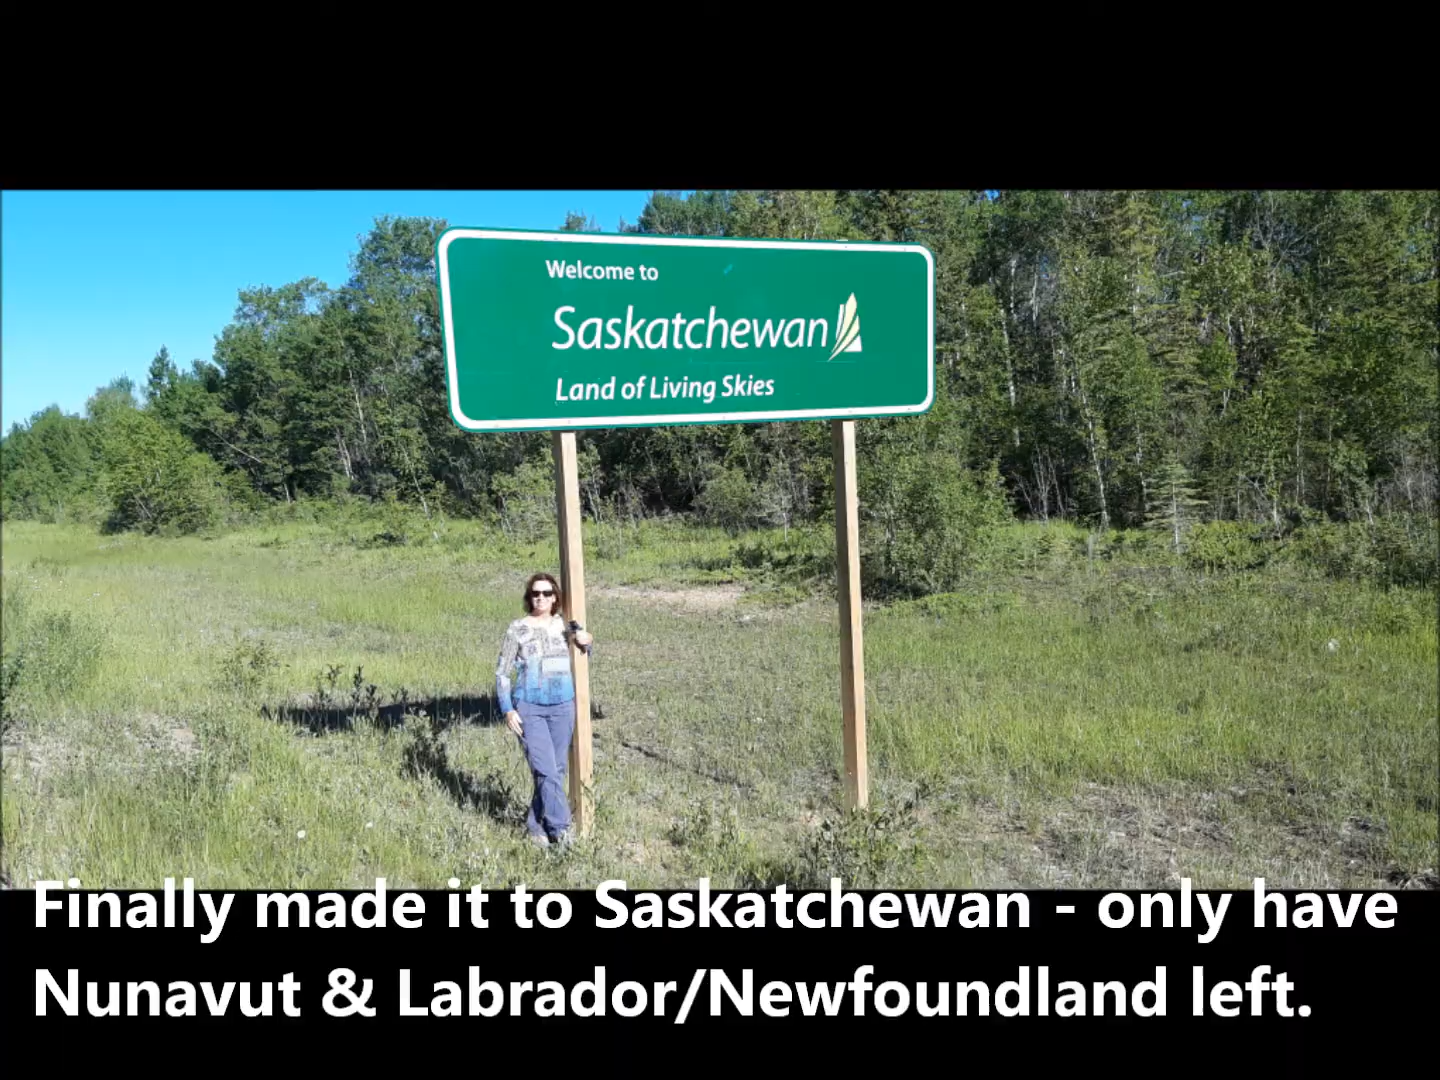 Welcome to
Saskatchewan
Land of Living Skies
Finally made it to Saskatchewan - only have
Nunavut & Labrador/Newfoundland left.